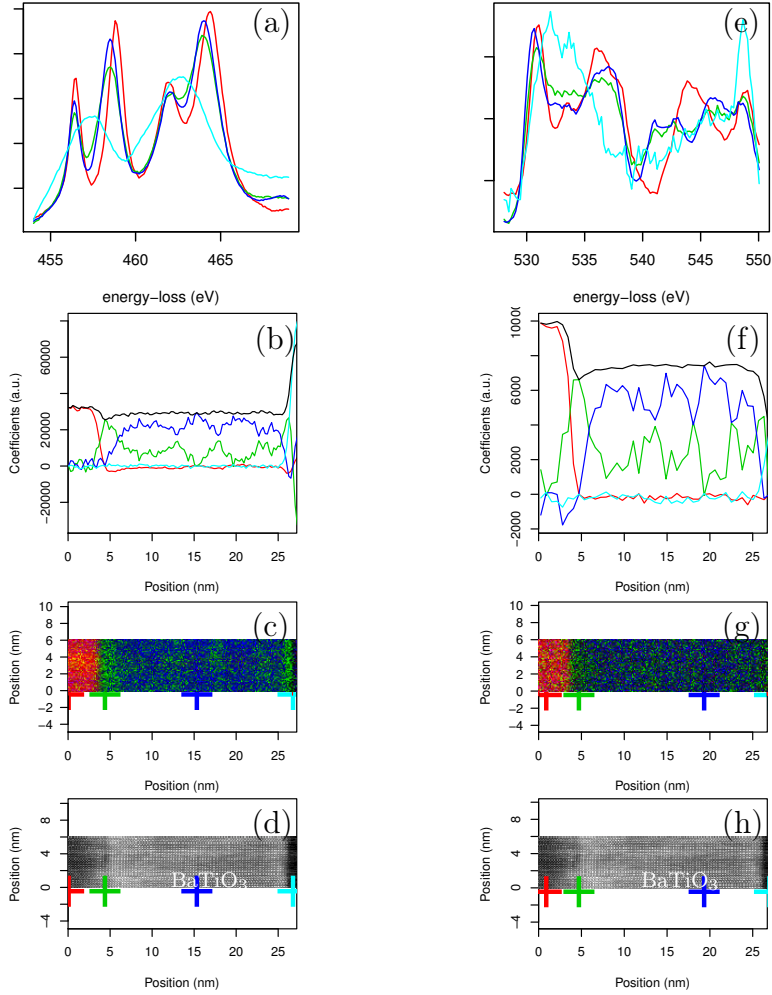 (a)
455 460 465
energy−loss (eV)
(b)
−20000 0 20000 60000
Coefficients (a.u.)
0 5 10 15 20 25
Position (nm)
(c)
−4 −2 0 2 4 6 8 10
Position (nm)
0 5 10 15 20 25
Position (nm)
(d)
−4 0 4 8
Position (nm)
BaTiO3
0 5 10 15 20 25
Position (nm)
(e)
530 535 540 545 550
energy−loss (eV)
(f)
−2000 0 2000 6000 10000
Coefficients (a.u.)
0 5 10 15 20 25
Position (nm)
(g)
−4 −2 0 2 4 6 8 10
Position (nm)
0 5 10 15 20 25
Position (nm)
(h)
−4 0 4 8
Position (nm)
BaTiO3
0 5 10 15 20 25
Position (nm)